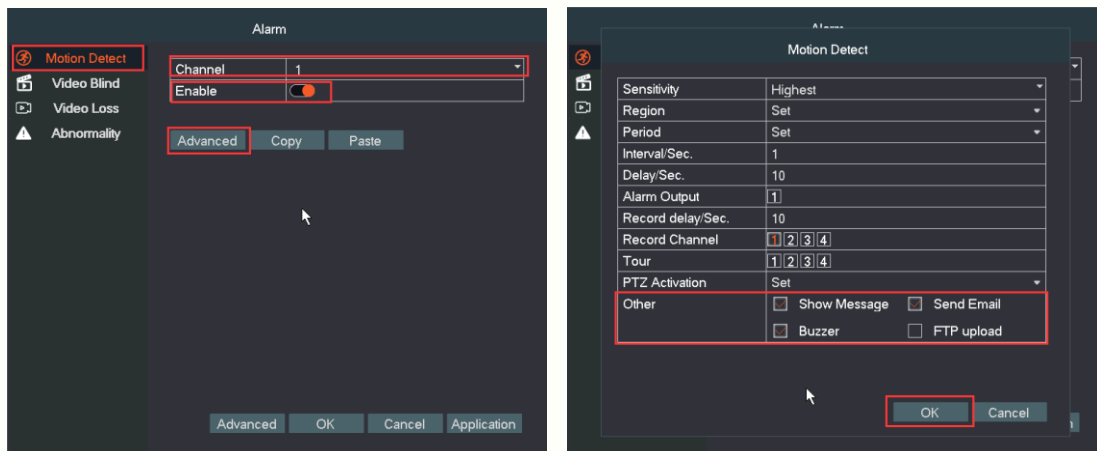 Alarm
Motion Detect
Video Blind
Video Loss
Abnormality
Channel 1
Enable
Advanced Copy Paste
Advanced OK Cancel Application
Motion Detect
Sensitivity Highest
Region Set
Period Set
Interval/Sec. 1
Delay/Sec. 10
Alarm Output 1
Record delay/Sec. 10
Record Channel 1 2 3 4
Tour 1 2 3 4
PTZ Activation Set
Other Show Message Send Email
Buzzer FTP upload
OK Cancel